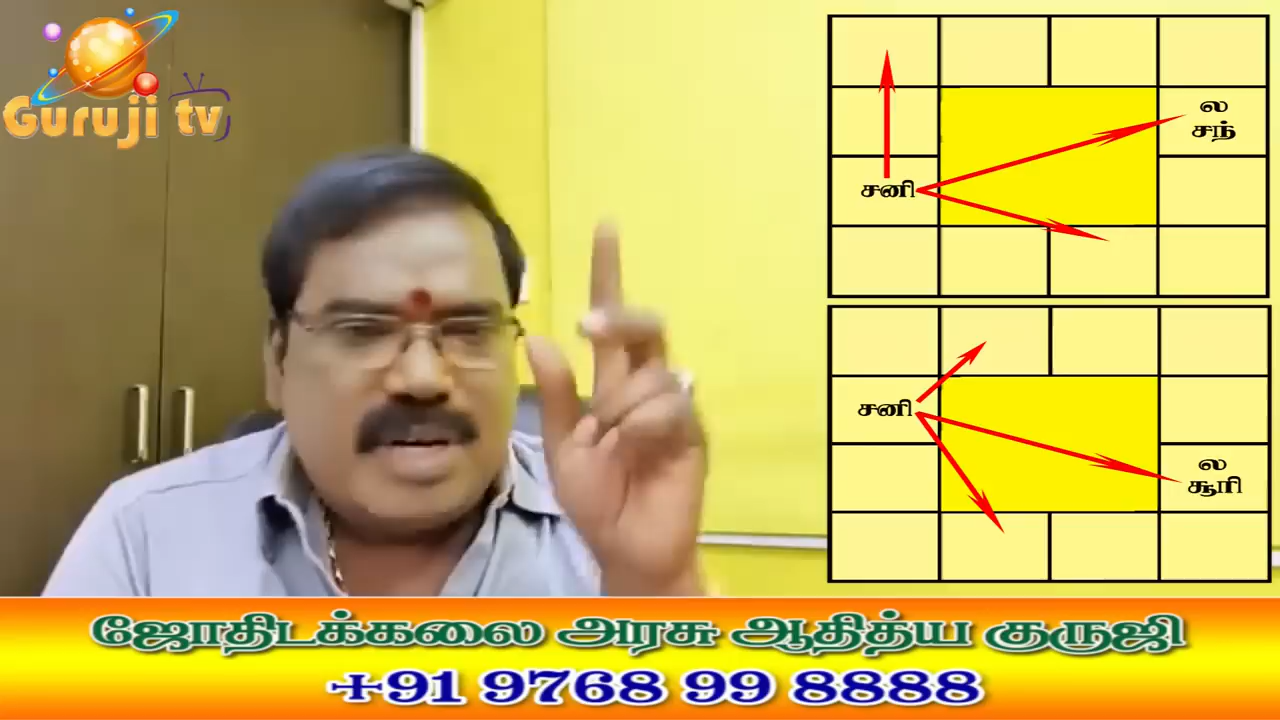 Guruji tv
ல
சந்
சனி
சனி
ல
சூரி
ஜோதிடக்கலை அரசு ஆதித்ய குருஜி
+91 9768 99 8888